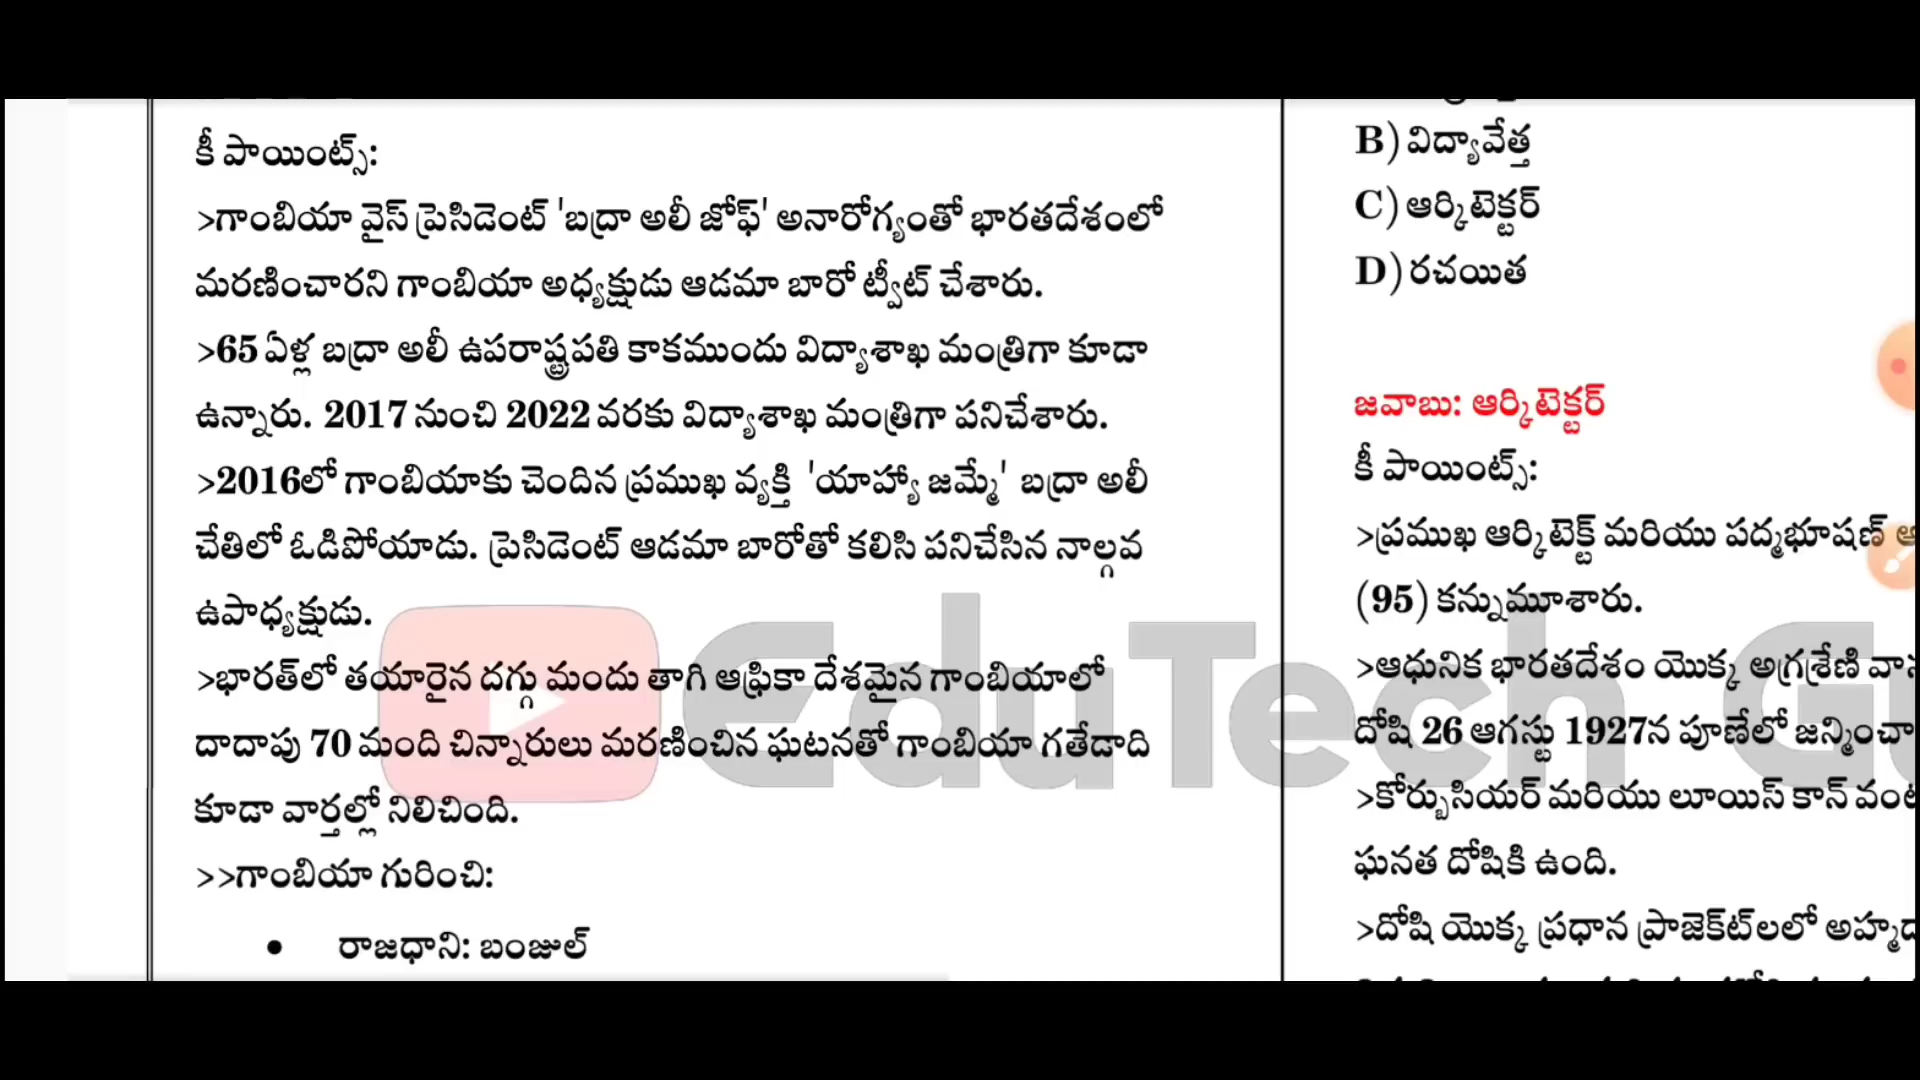 కీ పాయింట్స్:
>గాంబియా వైస్ ప్రెసిడెంట్ 'బద్రా అలీ జోఫ్' అనారోగ్యంతో భారతదేశంలో
మరణించారని గాంబియా అధ్యక్షుడు ఆడమా బారో ట్వీట్ చేశారు.
>65 ఏళ్ల బద్రా అలీ ఉపరాష్ట్రపతి కాకముందు విద్యాశాఖ మంత్రిగా కూడా
ఉన్నారు. 2017 నుంచి 2022 వరకు విద్యాశాఖ మంత్రిగా పనిచేశారు.
>2016లో గాంబియాకు చెందిన ప్రముఖ వ్యక్తి 'యాహ్యా జమ్మే' బద్రా అలీ
చేతిలో ఓడిపోయాడు. ప్రెసిడెంట్ ఆడమా బారోతో కలిసి పనిచేసిన నాల్గవ
ఉపాధ్యక్షుడు.
>భారత్‌లో తయారైన దగ్గు మందు తాగి ఆఫ్రికా దేశమైన గాంబియాలో
దాదాపు 70 మంది చిన్నారులు మరణించిన ఘటనతో గాంబియా గతేడాది
కూడా వార్తల్లో నిలిచింది.
>>గాంబియా గురించి:
• రాజధాని: బంజుల్
B) విద్యావేత్త
C) ఆర్కిటెక్టర్
D) రచయిత
జవాబు: ఆర్కిటెక్టర్
కీ పాయింట్స్:
>ప్రముఖ ఆర్కిటెక్ట్ మరియు పద్మభూషణ్
(95) కన్నుమూశారు.
>ఆధునిక భారతదేశం యొక్క అగ్రశ్రేణి
దోషి 26 ఆగస్టు 1927న పూణేలో
>కోర్బుసియర్ మరియు లూయిస్ కాన్
ఘనత దోషికి ఉంది.
>దోషి యొక్క ప్రధాన ప్రాజెక్ట్‌లలో
EduTech